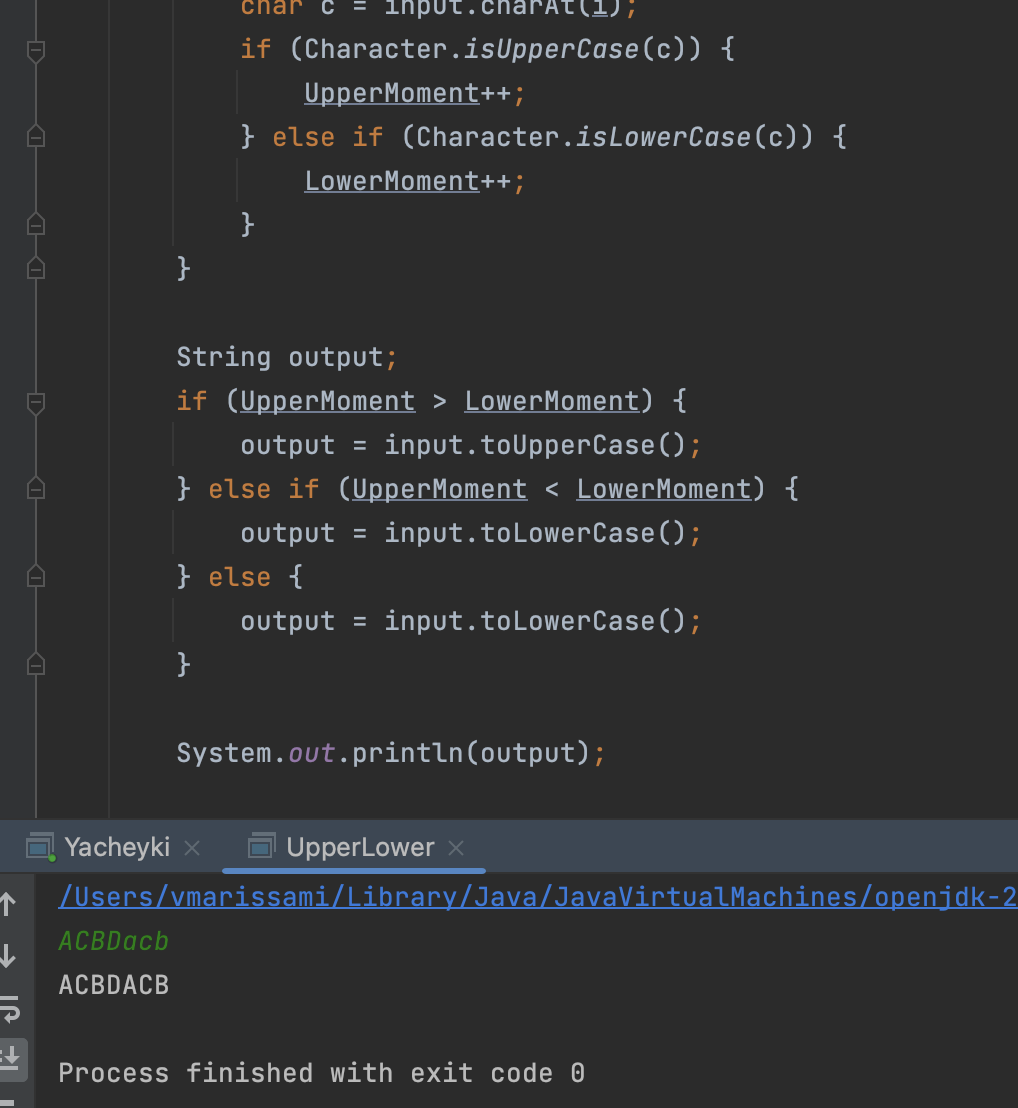 char c = input.charAt(i);
if (Character.isUpperCase(c)) {
UpperMoment++;
} else if (Character.isLowerCase(c)) {
LowerMoment++;
}
}
String output;
if (UpperMoment > LowerMoment) {
output = input.toUpperCase();
} else if (UpperMoment < LowerMoment) {
output = input.toLowerCase();
} else {
output = input.toLowerCase();
}
System.out.println(output);
Yacheyki UpperLower
/Users/vmarissami/Library/Java/JavaVirtualMachines/openjdk-2
ACBDacb
ACBDACB
Process finished with exit code 0